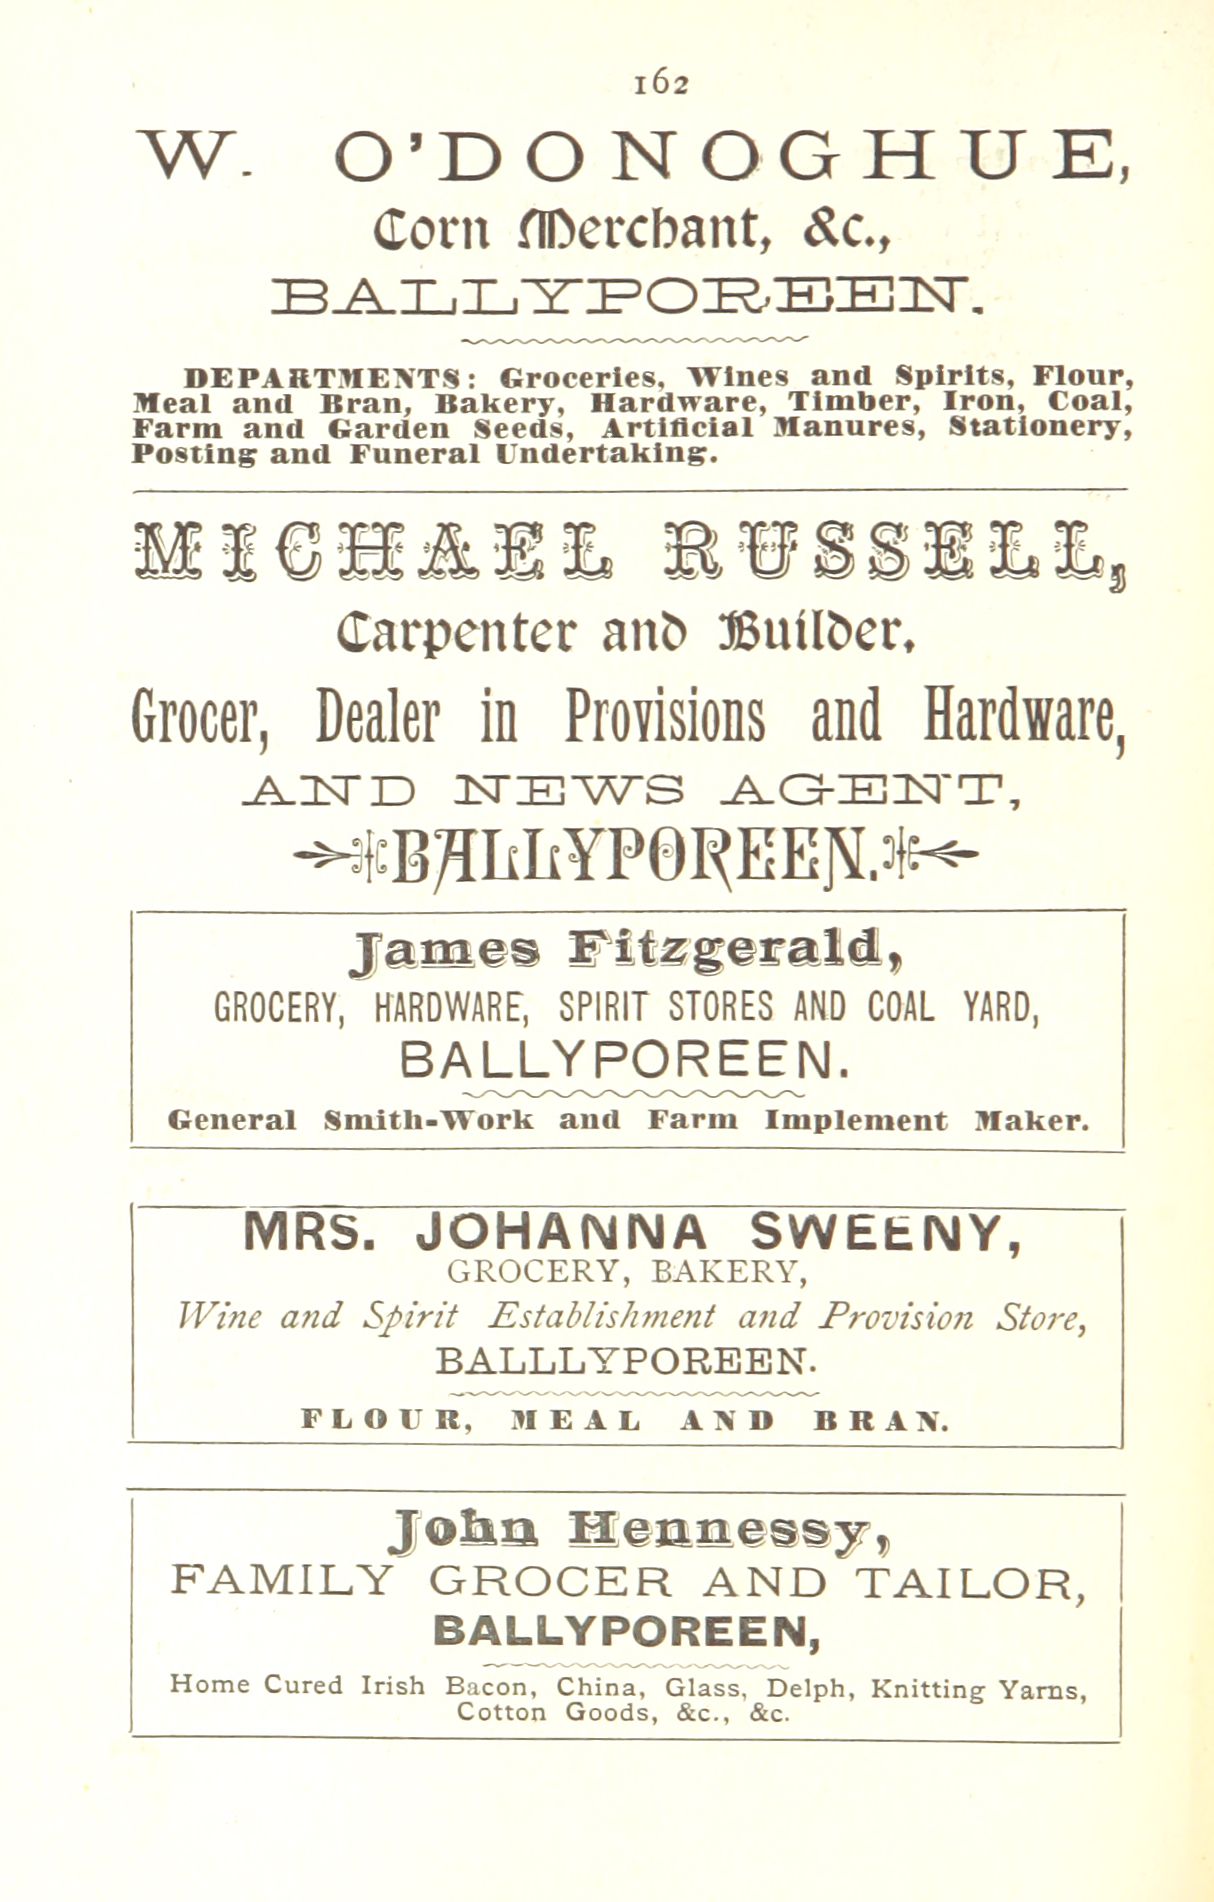 162
W. O'DONOGHUE,
Corn Merchant, &c.,
BALLYPOREEN.
DEPARTMENTS: Groceries, Wines and Spirits, Flour,
Meal and Bran, Bakery, Hardware, Timber, Iron, Coal,
Farm and Garden Seeds, Artificial Manures, Stationery,
Posting and Funeral Undertaking.
MICHAEL RUSSELL,
Carpenter and Builder,
Grocer, Dealer in Provisions and Hardware,
AND NEWS AGENT,
BALLYPOREEN.
James Fitzgerald,
GROCERY, HARDWARE, SPIRIT STORES AND COAL YARD,
BALLYPOREEN.
General Smith-Work and Farm Implement Maker.
MRS. JOHANNA SWEENY,
GROCERY, BAKERY,
Wine and Spirit Establishment and Provision Store,
BALLLYPOREEN.
FLOUR, MEAL AND BRAN.
John Hennessy,
FAMILY GROCER AND TAILOR,
BALLYPOREEN,
Home Cured Irish Bacon, China, Glass, Delph, Knitting Yarns,
Cotton Goods, &c., &c.